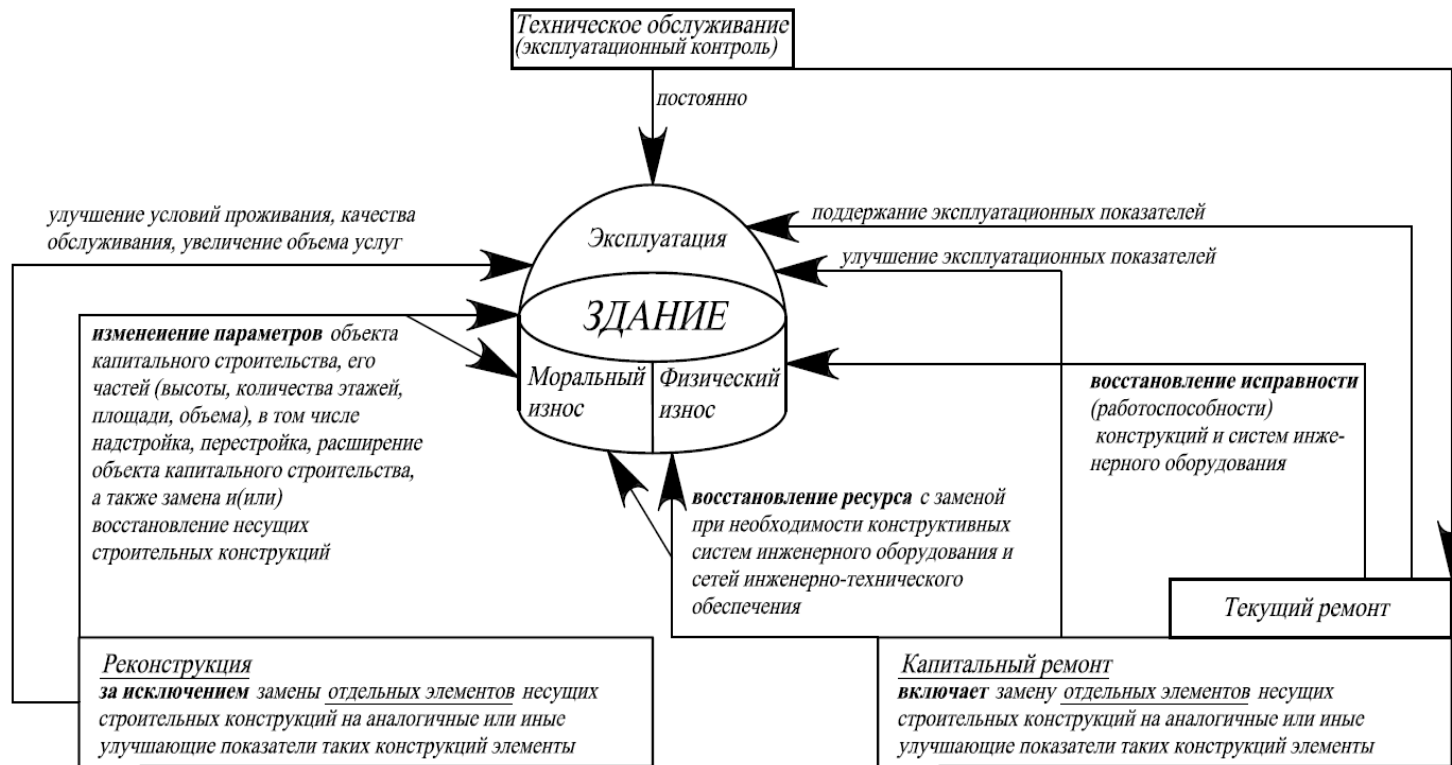 Техническое обслуживание
(эксплуатационный контроль)
постоянно
улучшение условий проживания, качества
обслуживания, увеличение объема услуг
поддержание эксплуатационных показателей
Эксплуатация
улучшение эксплуатационных показателей
ЗДАНИЕ
изменеиение параметров объекта
капитального строительства, его
частей (высоты, количества этажей,
площади, объема), в том числе
надстройка, перестройка, расширение
объекта капитального строительства,
а также замена и(или)
восстановление несущих
строительных конструкций
Моральный
износ
Физический
износ
восстановление исправности
(работоспособности)
конструкций и систем инже-
нерного оборудования
восстановление ресурса с заменой
при необходимости конструктивных
систем инженерного оборудования и
сетей инженерно-технического
обеспечения
Текущий ремонт
Реконструкция
за исключением замены отдельных элементов несущих
строительных конструкций на аналогичные или иные
улучшающие показатели таких конструкций элементы
Капитальный ремонт
включает замену отдельных элементов несущих
строительных конструкций на аналогичные или иные
улучшающие показатели таких конструкций элементы